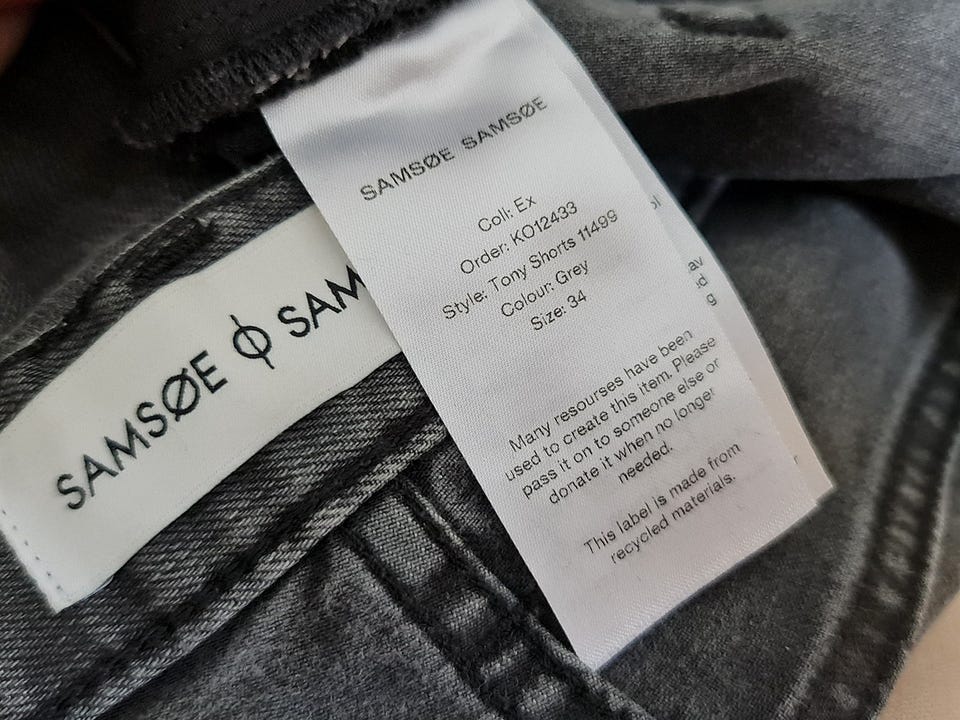 SAMSØE SAMSØE
Coll: Ex
Order: KO12433
Style: Tony Shorts 11499
Colour: Grey
Size: 34
Many resourses have been
used to create this item. Please
pass it on to someone else or
donate it when no longer
needed.
This label is made from
recycled materials.
SAMSØE ϕ SAM